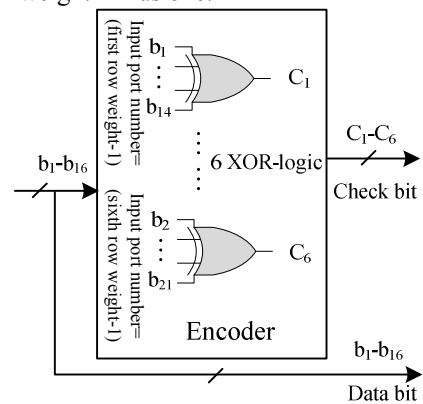 Input port number=
(first row weight-1)
b1
b14
C1
6 XOR-logic
C1-C6
Check bit
b1-b16
Input port number=
(sixth row weight-1)
b2
b21
C6
Encoder
b1-b16
Data bit